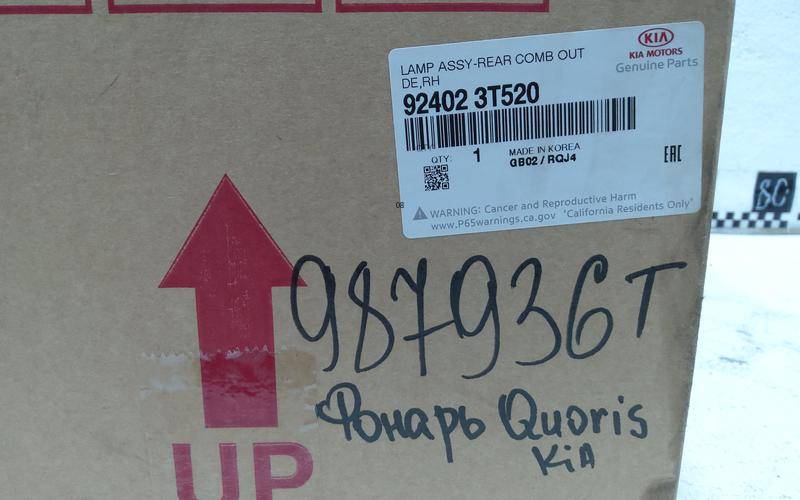 KIA
KIA MOTORS
Genuine Parts
LAMP ASSY-REAR COMB OUT
DE,RH
92402 3T520
QTY: 1
MADE IN KOREA
GB02 / RQJ4
EAC
08
WARNING: Cancer and Reproductive Harm
www.P65warnings.ca.gov "California Residents Only"
987936т
Фонарь Quoris
KiA
UP